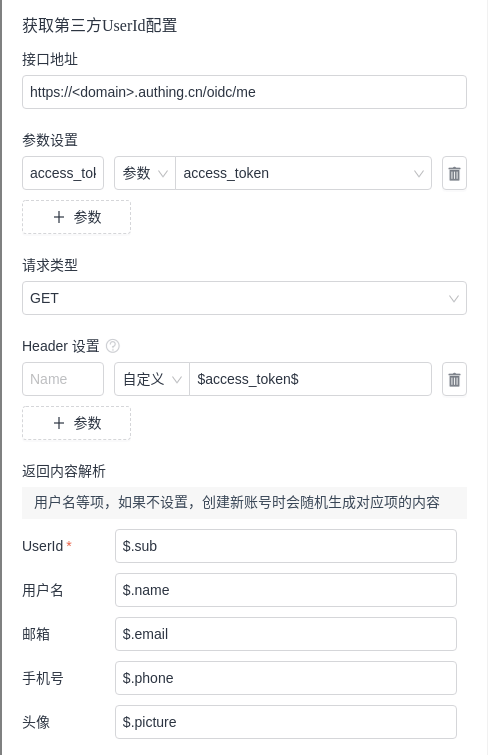 获取第三方UserId配置
接口地址
https://<domain>.authing.cn/oidc/me
参数设置
access_tok 参数 access_token
参数
请求类型
GET
Header 设置
Name 自定义 $access_token$
参数
返回内容解析
用户名等项，如果不设置，创建新账号时会随机生成对应项的内容
UserId * $.sub
用户名 $.name
邮箱 $.email
手机号 $.phone
头像 $.picture